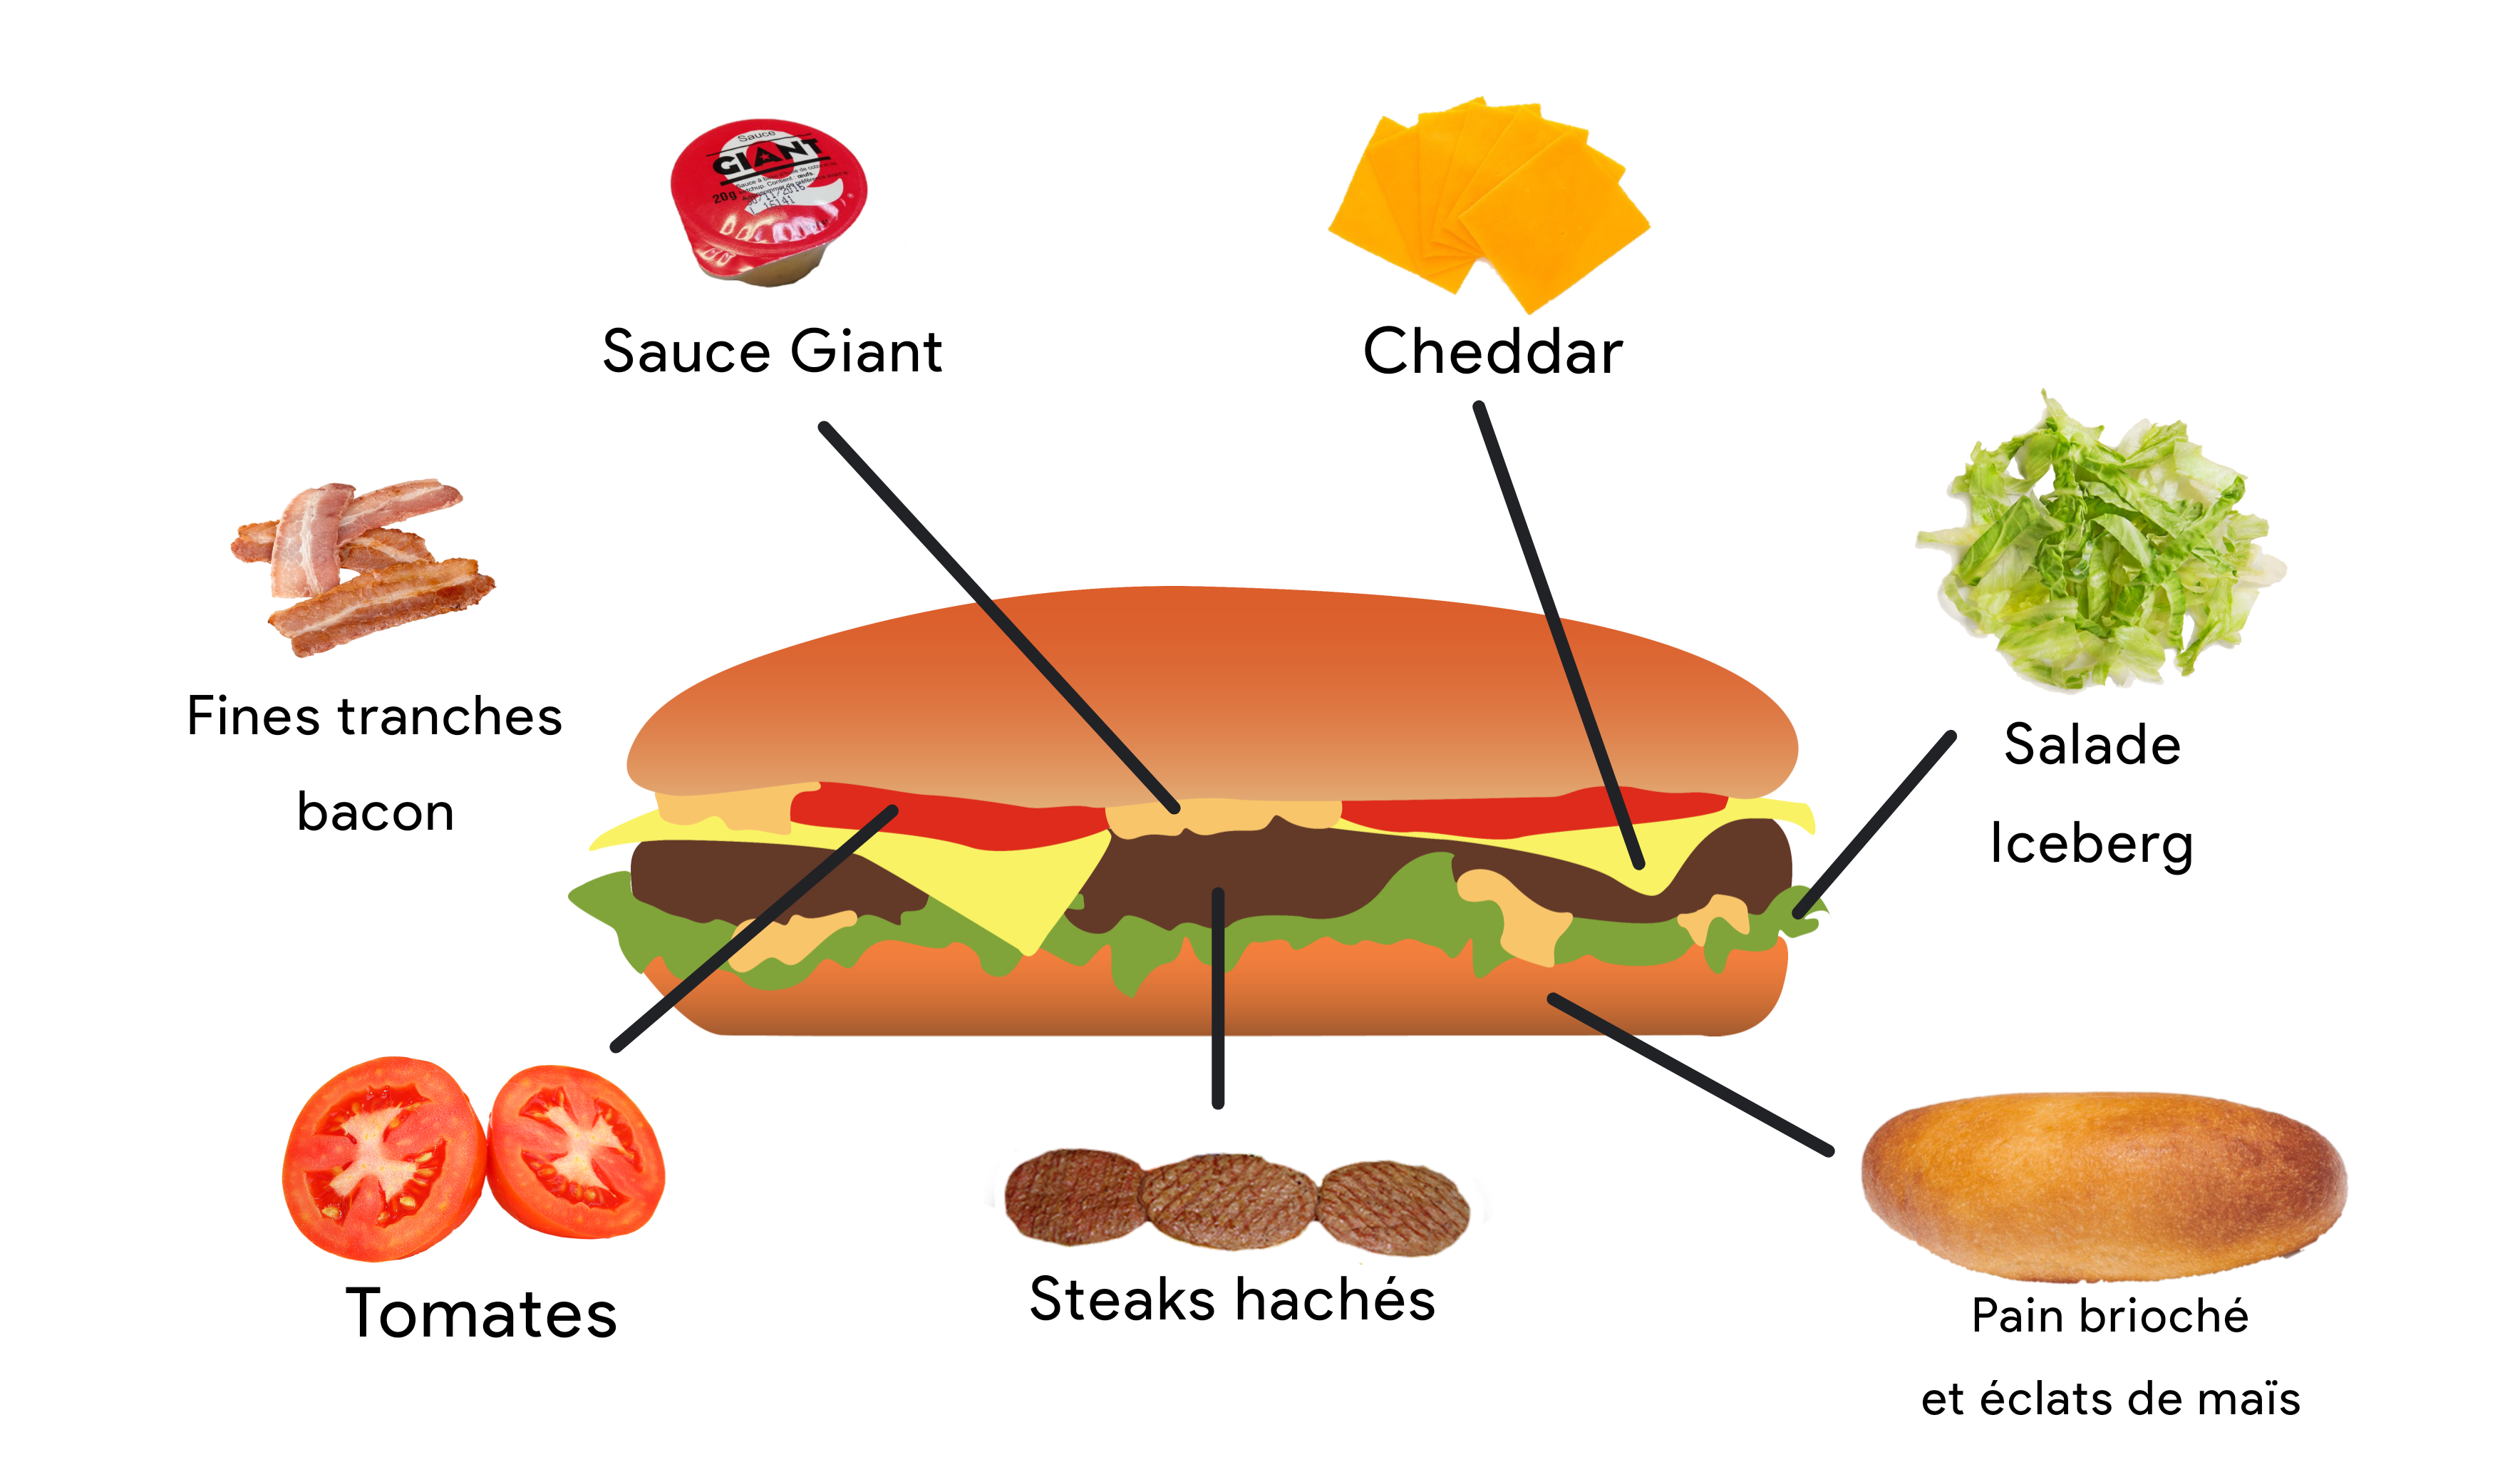 Sauce
GIANT
20g
Sauce Giant
Cheddar
Fines tranches
bacon
Salade
Iceberg
Tomates
Steaks hachés
Pain brioché
et éclats de maïs